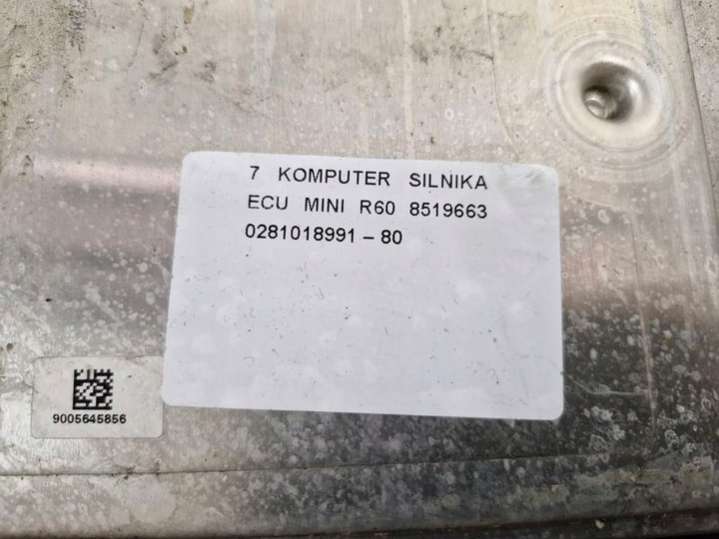 7 KOMPUTER SILNIKA
ECU MINI R60 8519663
0281018991 – 80
9005645856